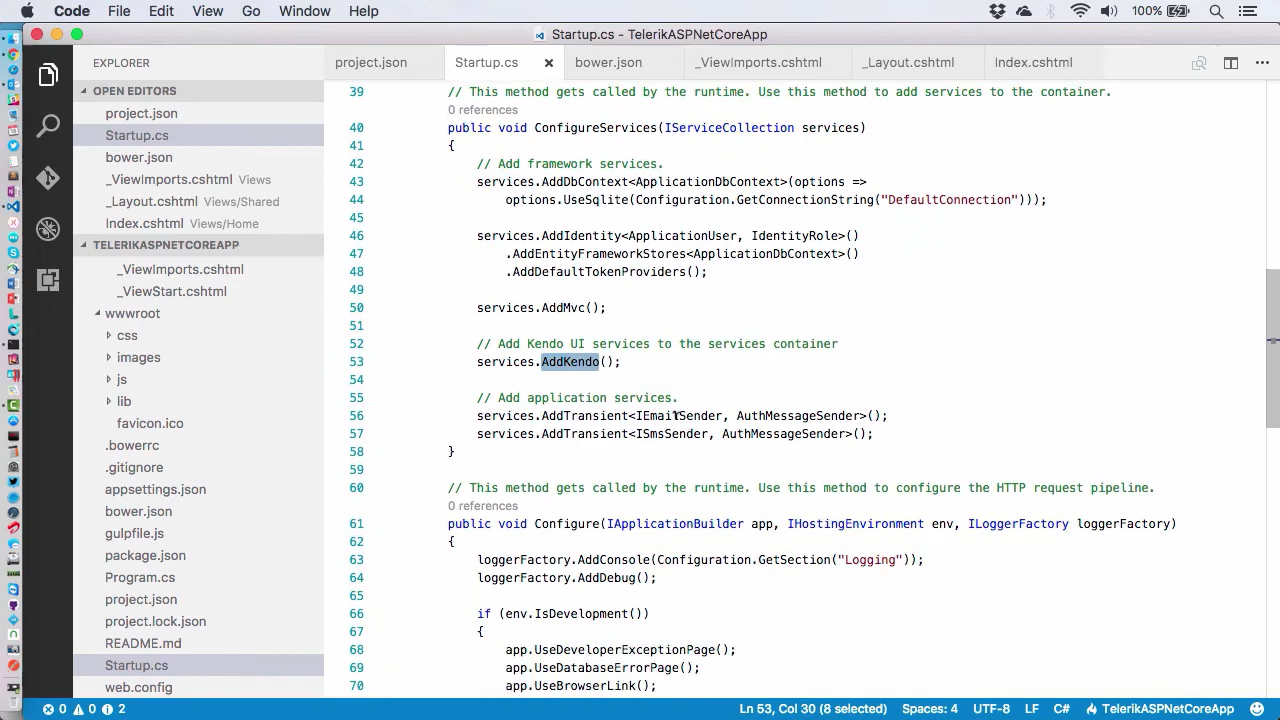 Code File Edit View Go Window Help 100%
Startup.cs - TelerikASPNetCoreApp
EXPLORER
project.json Startup.cs bower.json _ViewImports.cshtml _Layout.cshtml Index.cshtml
OPEN EDITORS
project.json
Startup.cs
bower.json
_ViewImports.cshtml Views
_Layout.cshtml Views/Shared
Index.cshtml Views/Home
TELERIKASPNETCOREAPP
_ViewImports.cshtml
_ViewStart.cshtml
wwwroot
css
images
js
lib
favicon.ico
.bowerrc
.gitignore
appsettings.json
bower.json
gulpfile.js
package.json
Program.cs
project.json
project.lock.json
README.md
Startup.cs
web.config
39 // This method gets called by the runtime. Use this method to add services to the container.
0 references
40 public void ConfigureServices(IServiceCollection services)
41 {
42 // Add framework services.
43 services.AddDbContext<ApplicationDbContext>(options =>
44 options.UseSqlite(Configuration.GetConnectionString("DefaultConnection")));
45
46 services.AddIdentity<ApplicationUser, IdentityRole>()
47 .AddEntityFrameworkStores<ApplicationDbContext>()
48 .AddDefaultTokenProviders();
49
50 services.AddMvc();
51
52 // Add Kendo UI services to the services container
53 services.AddKendo();
54
55 // Add application services.
56 services.AddTransient<IEmailSender, AuthMessageSender>();
57 services.AddTransient<ISmsSender, AuthMessageSender>();
58 }
59
60 // This method gets called by the runtime. Use this method to configure the HTTP request pipeline.
0 references
61 public void Configure(IApplicationBuilder app, IHostingEnvironment env, ILoggerFactory loggerFactory)
62 {
63 loggerFactory.AddConsole(Configuration.GetSection("Logging"));
64 loggerFactory.AddDebug();
65
66 if (env.IsDevelopment())
67 {
68 app.UseDeveloperExceptionPage();
69 app.UseDatabaseErrorPage();
70 app.UseBrowserLink();
0 0 2 Ln 53, Col 30 (8 selected) Spaces: 4 UTF-8 LF C# TelerikASPNetCoreApp